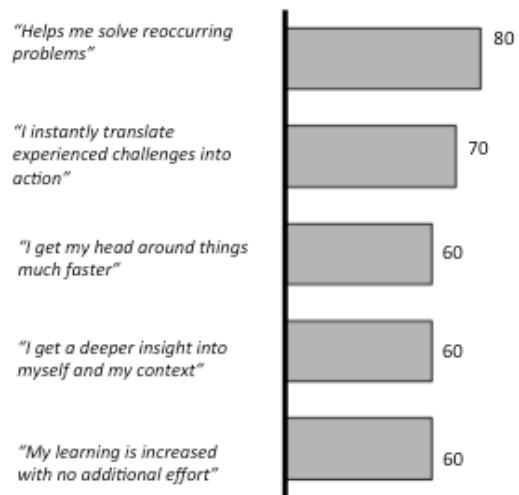 "Helps me solve reoccurring
problems"
80
"I instantly translate
experienced challenges into
action"
70
"I get my head around things
much faster"
60
"I get a deeper insight into
myself and my context"
60
"My learning is increased
with no additional effort"
60